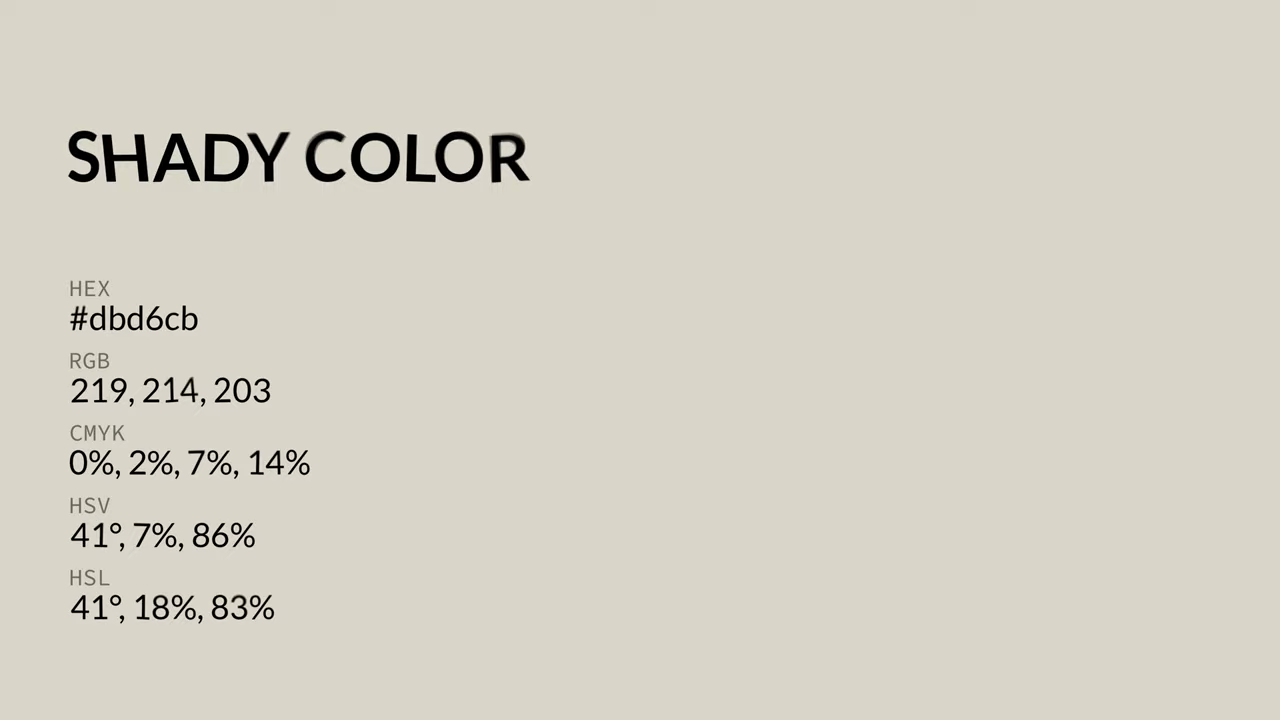 SHADY COLOR
HEX
#dbd6cb
RGB
219, 214, 203
CMYK
0%, 2%, 7%, 14%
HSV
41°, 7%, 86%
HSL
41°, 18%, 83%